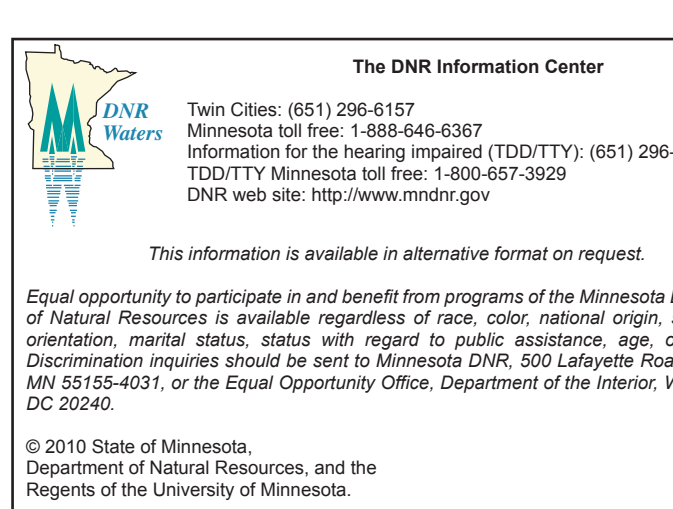 The DNR Information Center
DNR
Waters
Twin Cities: (651) 296-6157
Minnesota toll free: 1-888-646-6367
Information for the hearing impaired (TDD/TTY): (651) 296-
TDD/TTY Minnesota toll free: 1-800-657-3929
DNR web site: http://www.mndnr.gov
This information is available in alternative format on request.
Equal opportunity to participate in and benefit from programs of the Minnesota
of Natural Resources is available regardless of race, color, national origin,
orientation, marital status, status with regard to public assistance, age,
Discrimination inquiries should be sent to Minnesota DNR, 500 Lafayette
MN 55155-4031, or the Equal Opportunity Office, Department of the Interior,
DC 20240.
© 2010 State of Minnesota,
Department of Natural Resources, and the
Regents of the University of Minnesota.